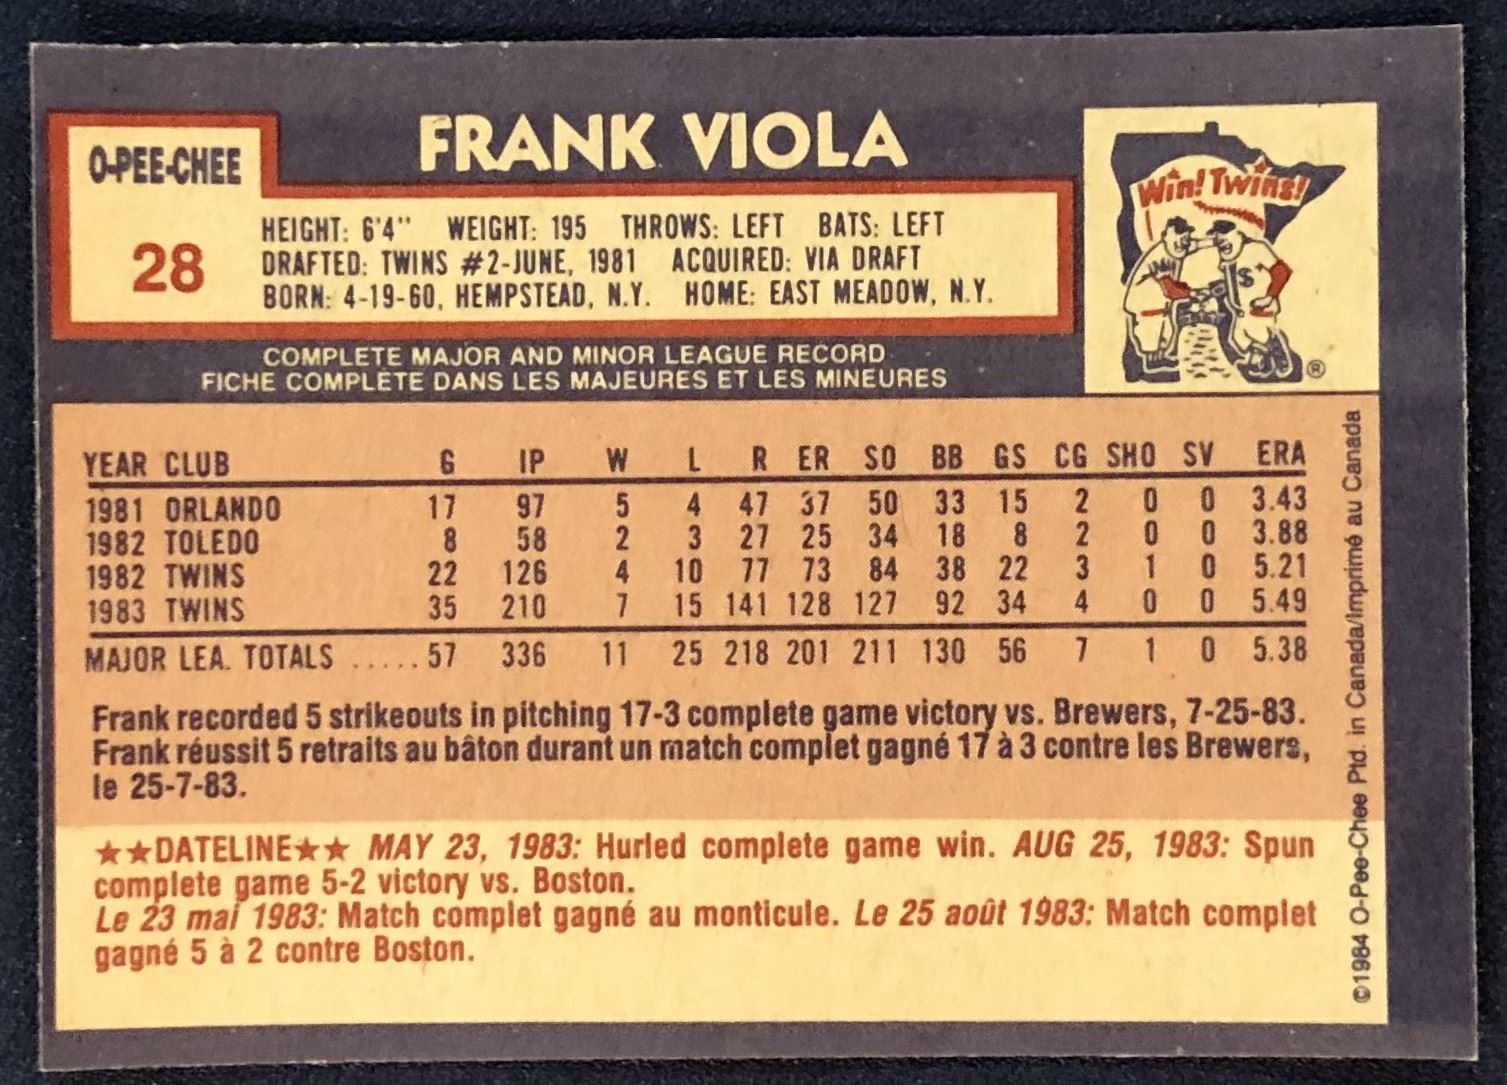 O-PEE-CHEE
28
FRANK VIOLA
HEIGHT: 6'4" WEIGHT: 195 THROWS: LEFT BATS: LEFT
DRAFTED: TWINS #2-JUNE, 1981 ACQUIRED: VIA DRAFT
BORN: 4-19-60, HEMPSTEAD, N.Y. HOME: EAST MEADOW, N.Y.
Win! Twins!
®
COMPLETE MAJOR AND MINOR LEAGUE RECORD
FICHE COMPLÈTE DANS LES MAJEURES ET LES MINEURES
YEAR CLUB G IP W L R ER SO BB GS CG SHO SV ERA
1981 ORLANDO 17 97 5 4 47 37 50 33 15 2 0 0 3.43
1982 TOLEDO 8 58 2 3 27 25 34 18 8 2 0 0 3.88
1982 TWINS 22 126 4 10 77 73 84 38 22 3 1 0 5.21
1983 TWINS 35 210 7 15 141 128 127 92 34 4 0 0 5.49
MAJOR LEA. TOTALS ..... 57 336 11 25 218 201 211 130 56 7 1 0 5.38
Frank recorded 5 strikeouts in pitching 17-3 complete game victory vs. Brewers, 7-25-83.
Frank réussit 5 retraits au bâton durant un match complet gagné 17 à 3 contre les Brewers,
le 25-7-83.
★★DATELINE★★ MAY 23, 1983: Hurled complete game win. AUG 25, 1983: Spun
complete game 5-2 victory vs. Boston.
Le 23 mai 1983: Match complet gagné au monticule. Le 25 août 1983: Match complet
gagné 5 à 2 contre Boston.
©1984 O-Pee-Chee Ptd. in Canada/Imprimé au Canada